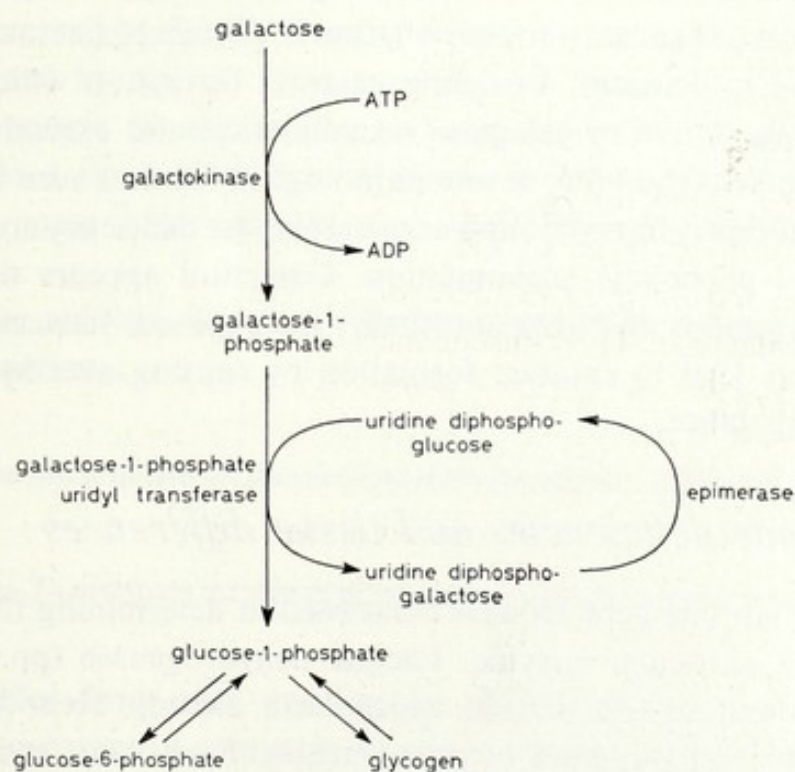 galactose
ATP
galactokinase
ADP
galactose-1-
phosphate
uridine diphospho-
glucose
galactose-1-phosphate
uridyl transferase
epimerase
uridine diphospho-
galactose
glucose-1-phosphate
glucose-6-phosphate
glycogen